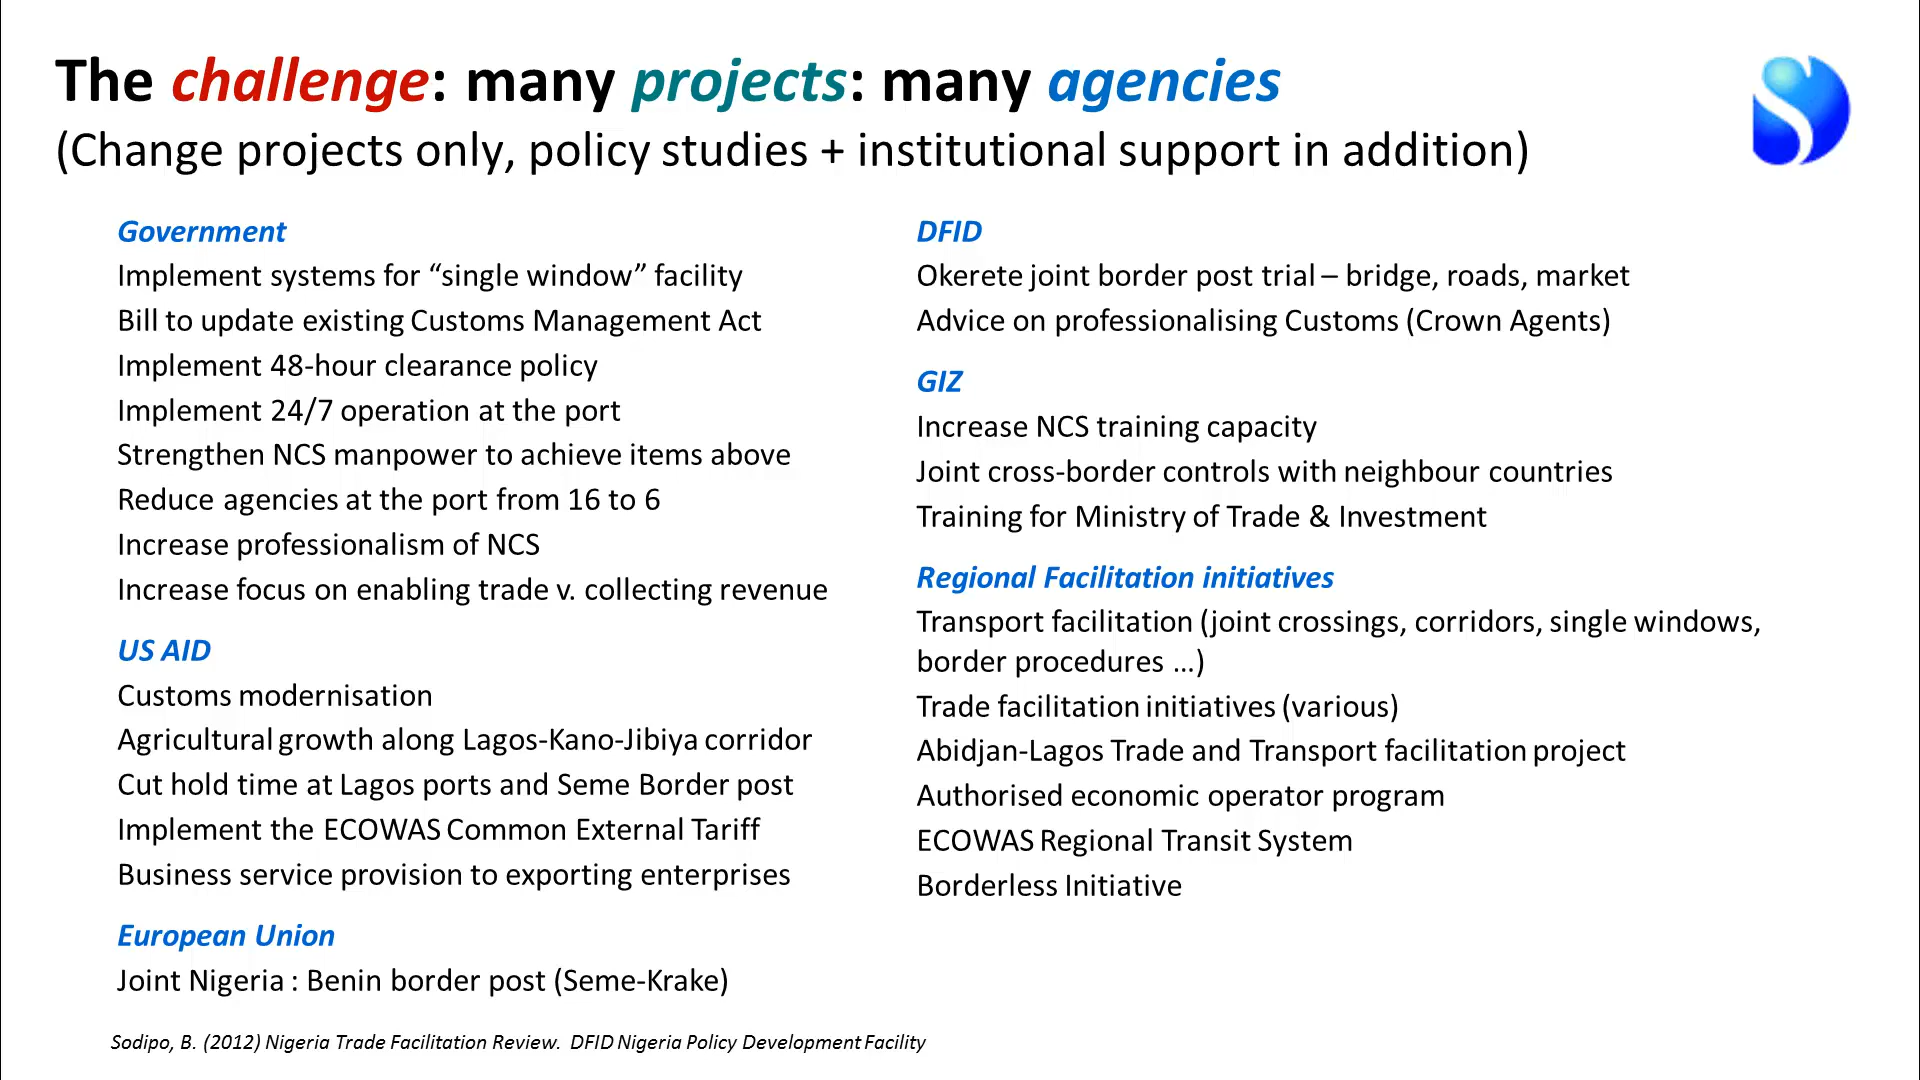 The challenge: many projects: many agencies
(Change projects only, policy studies + institutional support in addition)
Government
Implement systems for “single window” facility
Bill to update existing Customs Management Act
Implement 48-hour clearance policy
Implement 24/7 operation at the port
Strengthen NCS manpower to achieve items above
Reduce agencies at the port from 16 to 6
Increase professionalism of NCS
Increase focus on enabling trade v. collecting revenue
US AID
Customs modernisation
Agricultural growth along Lagos-Kano-Jibiya corridor
Cut hold time at Lagos ports and Seme Border post
Implement the ECOWAS Common External Tariff
Business service provision to exporting enterprises
European Union
Joint Nigeria : Benin border post (Seme-Krake)
DFID
Okerete joint border post trial – bridge, roads, market
Advice on professionalising Customs (Crown Agents)
GIZ
Increase NCS training capacity
Joint cross-border controls with neighbour countries
Training for Ministry of Trade & Investment
Regional Facilitation initiatives
Transport facilitation (joint crossings, corridors, single windows,
border procedures ...)
Trade facilitation initiatives (various)
Abidjan-Lagos Trade and Transport facilitation project
Authorised economic operator program
ECOWAS Regional Transit System
Borderless Initiative
Sodipo, B. (2012) Nigeria Trade Facilitation Review. DFID Nigeria Policy Development Facility